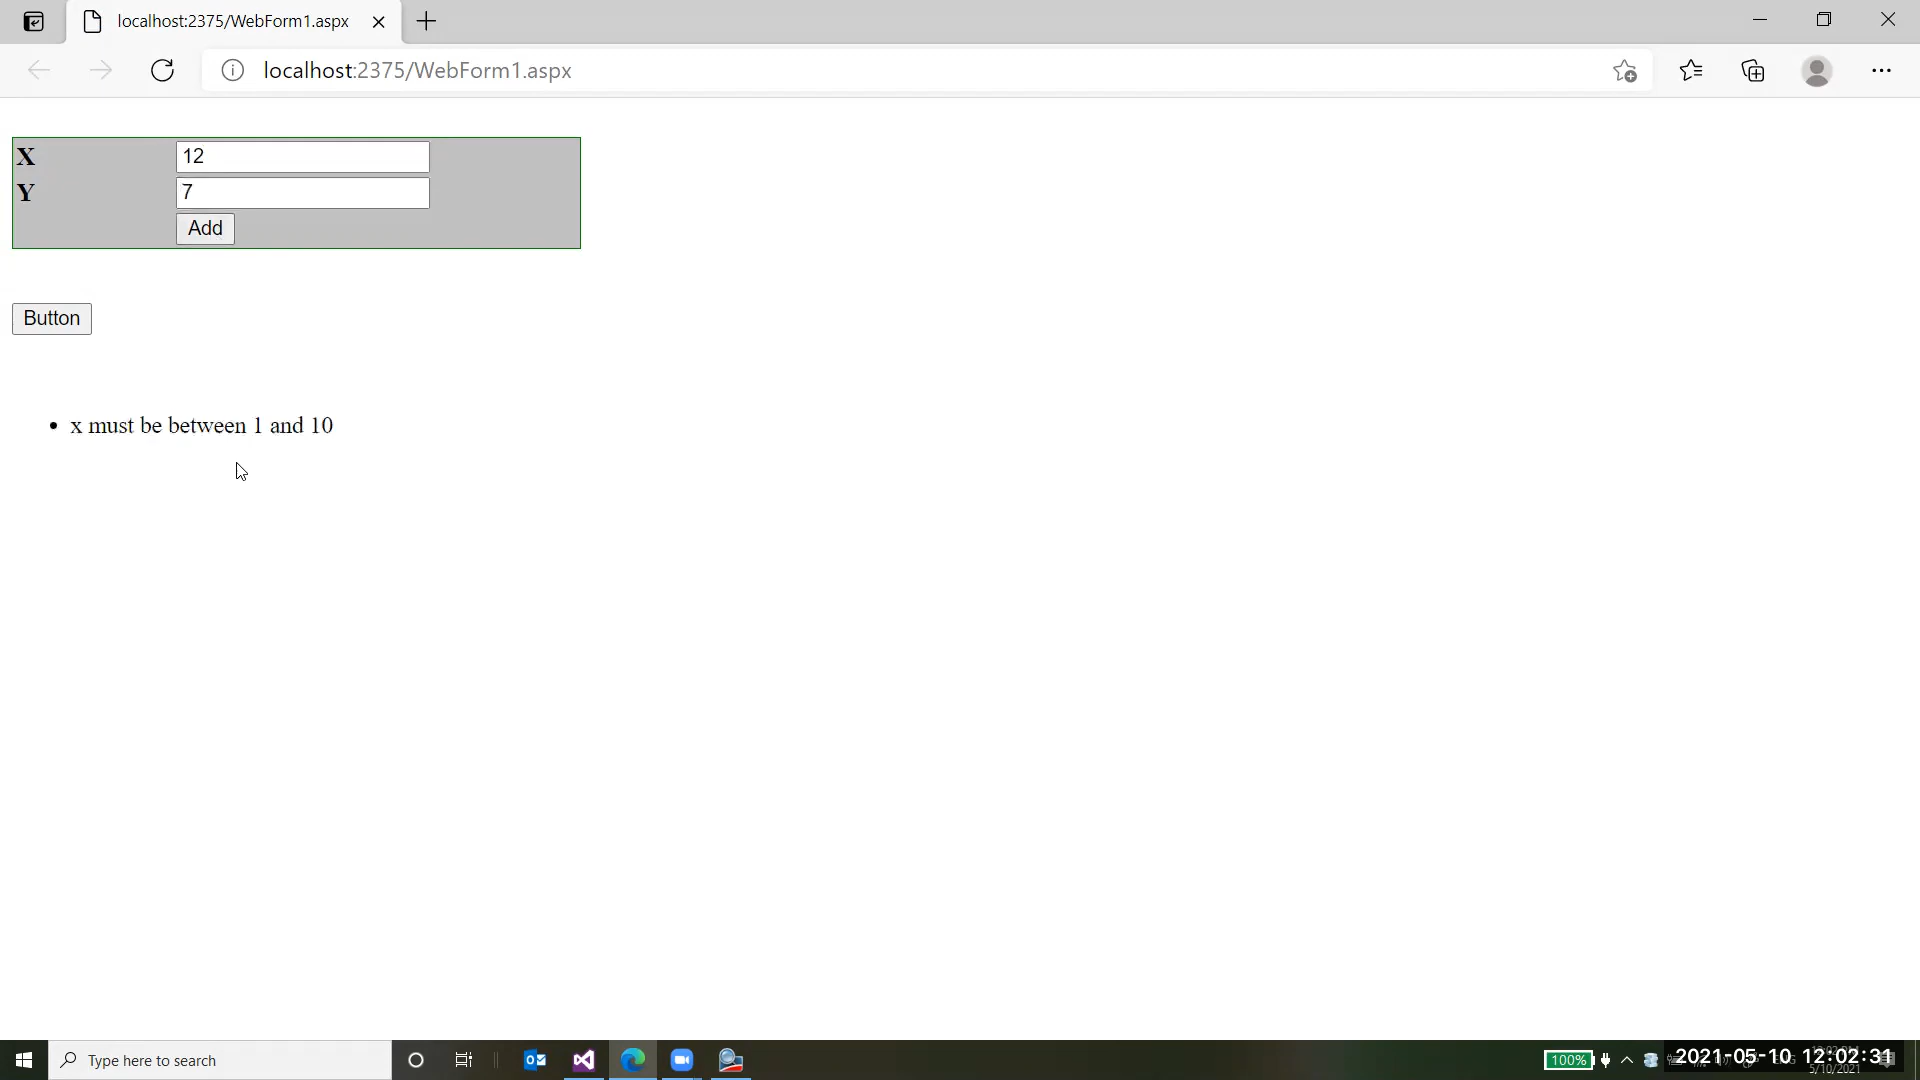 localhost:2375/WebForm1.aspx
localhost:2375/WebForm1.aspx
X 12
Y 7
Add
Button
• x must be between 1 and 10
Type here to search
100%
2021-05-10 12:02:31
5/10/2021